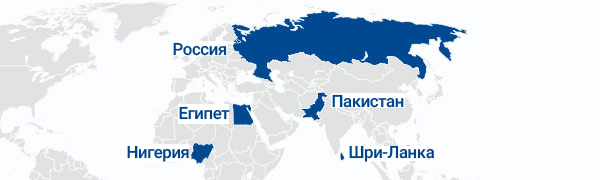 Россия
Пакистан
Египет
Нигерия
Шри-Ланка